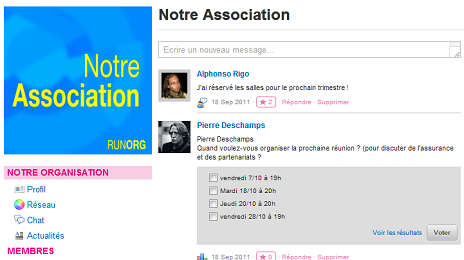 Notre
Association
RUNORG
NOTRE ORGANISATION
Profil
Réseau
Chat
Actualités
MEMBRES
Notre Association
Ecrire un nouveau message...
Alphonso Rigo
J'ai réservé les salles pour le prochain trimestre !
18 Sep 2011 · ★ 2 · Répondre · Supprimer
Pierre Deschamps
Pierre Deschamps
Quand voulez-vous organiser la prochaine réunion ? (pour discuter de l'assurance
et des partenariats ?
vendredi 7/10 à 19h
Mardi 18/10 à 20h
Jeudi 20/10 à 20h
vendredi 28/10 à 19h
Voir les résultats Voter
18 Sep 2011 · ★ 0 · Répondre · Supprimer